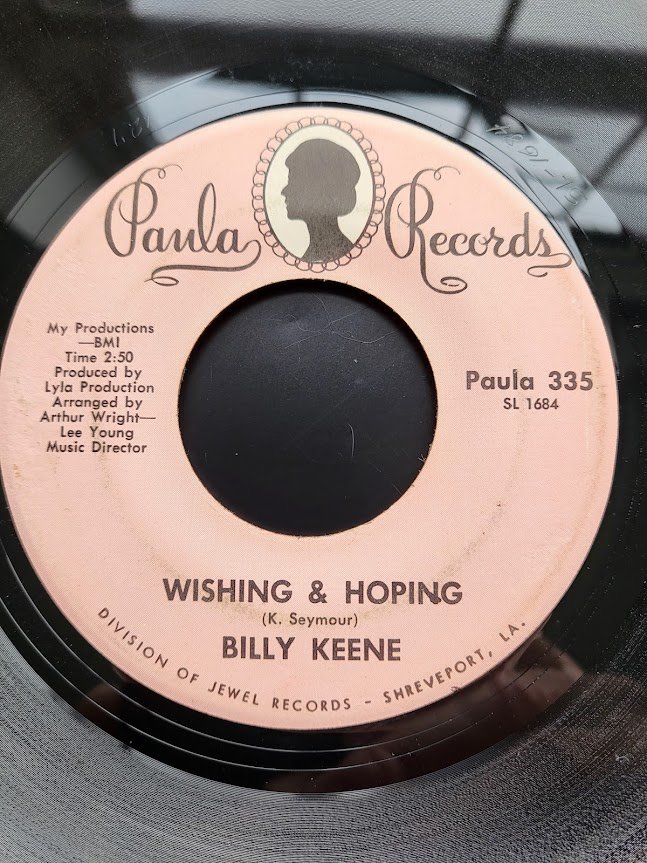 Paula Records
My Productions
—BMI
Time 2:50
Produced by
Lyla Production
Arranged by
Arthur Wright—
Lee Young
Music Director
Paula 335
SL 1684
WISHING & HOPING
(K. Seymour)
BILLY KEENE
DIVISION OF JEWEL RECORDS - SHREVEPORT, LA.